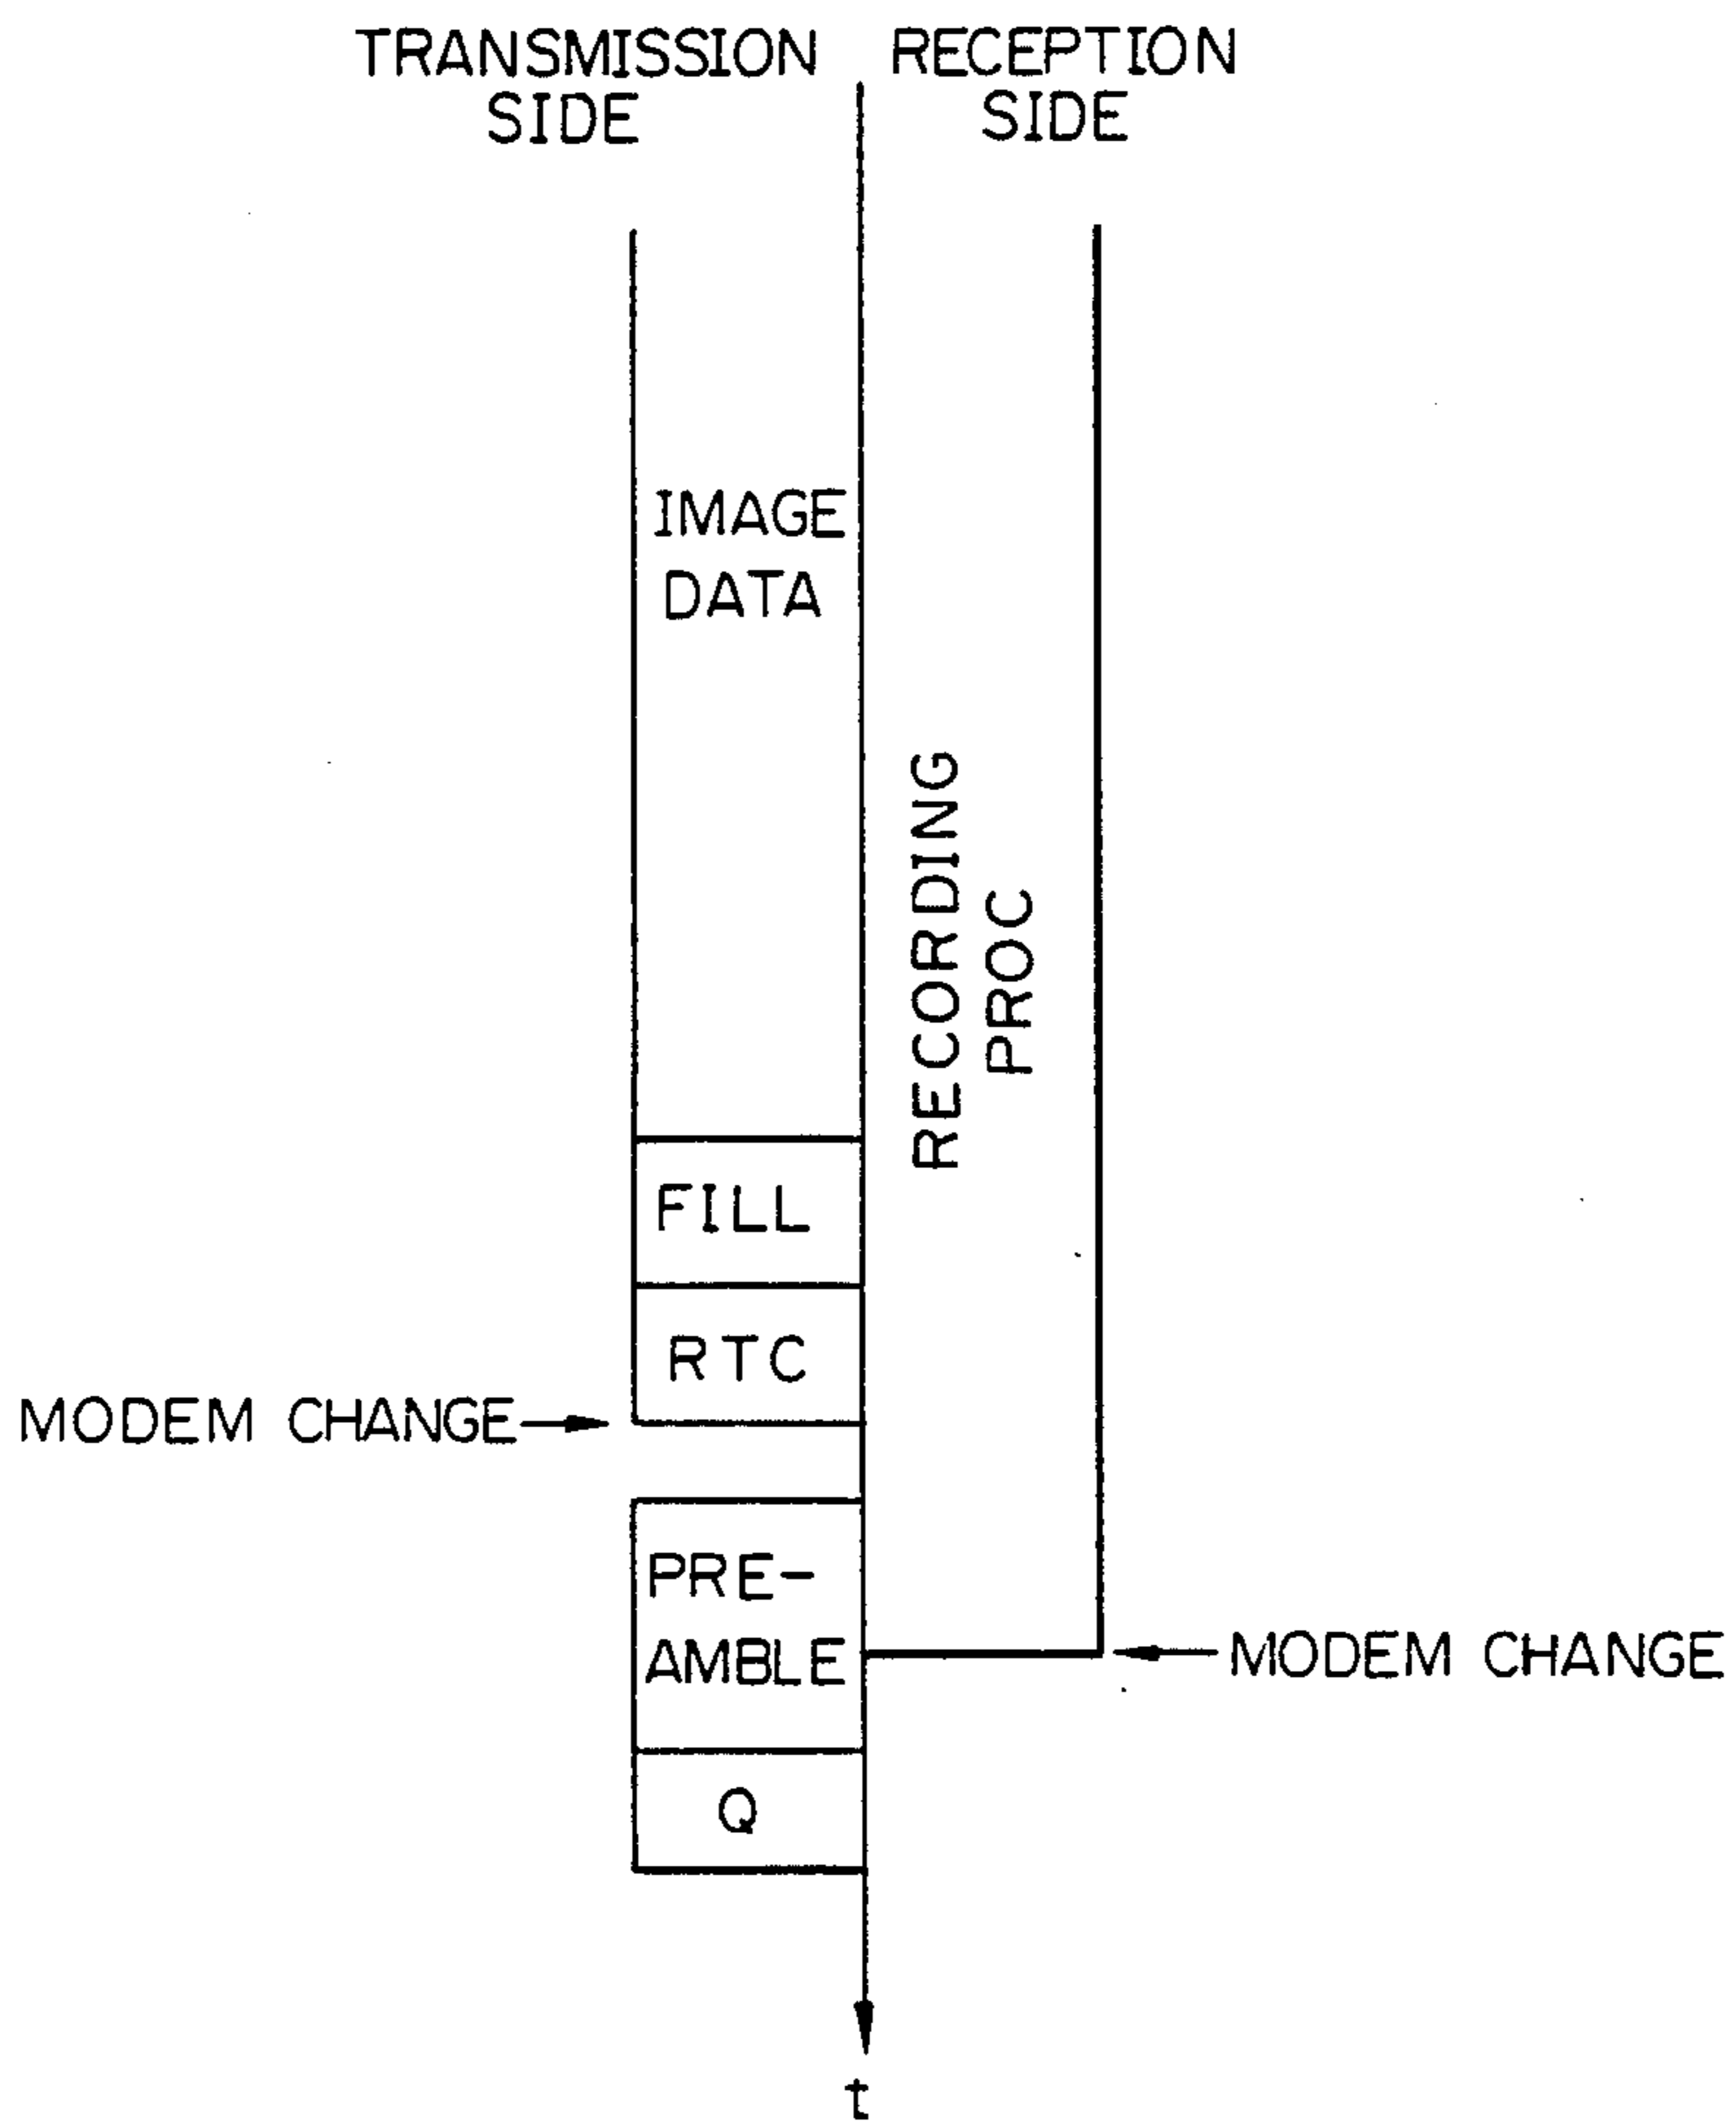 TRANSMISSION
SIDE
RECEPTION
SIDE
IMAGE
DATA
RECORDING
PROC
FILL
RTC
MODEM CHANGE
PRE-
AMBLE
MODEM CHANGE
Q
t